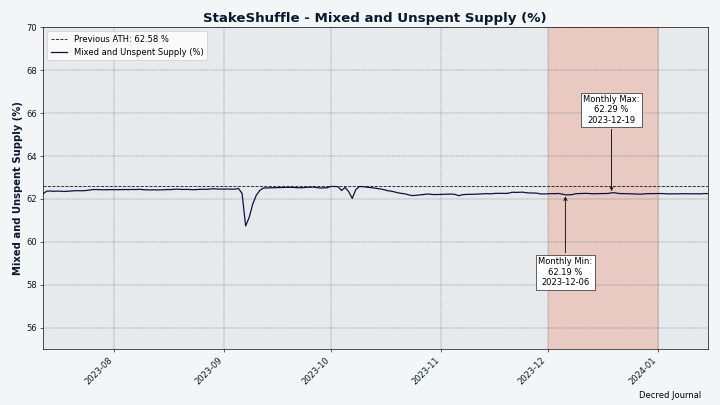 StakeShuffle - Mixed and Unspent Supply (%)
Previous ATH: 62.58 %
Mixed and Unspent Supply (%)
Mixed and Unspent Supply (%)
70
68
66
64
62
60
58
56
Monthly Max:
62.29 %
2023-12-19
Monthly Min:
62.19 %
2023-12-06
2023-08
2023-09
2023-10
2023-11
2023-12
2024-01
Decred Journal